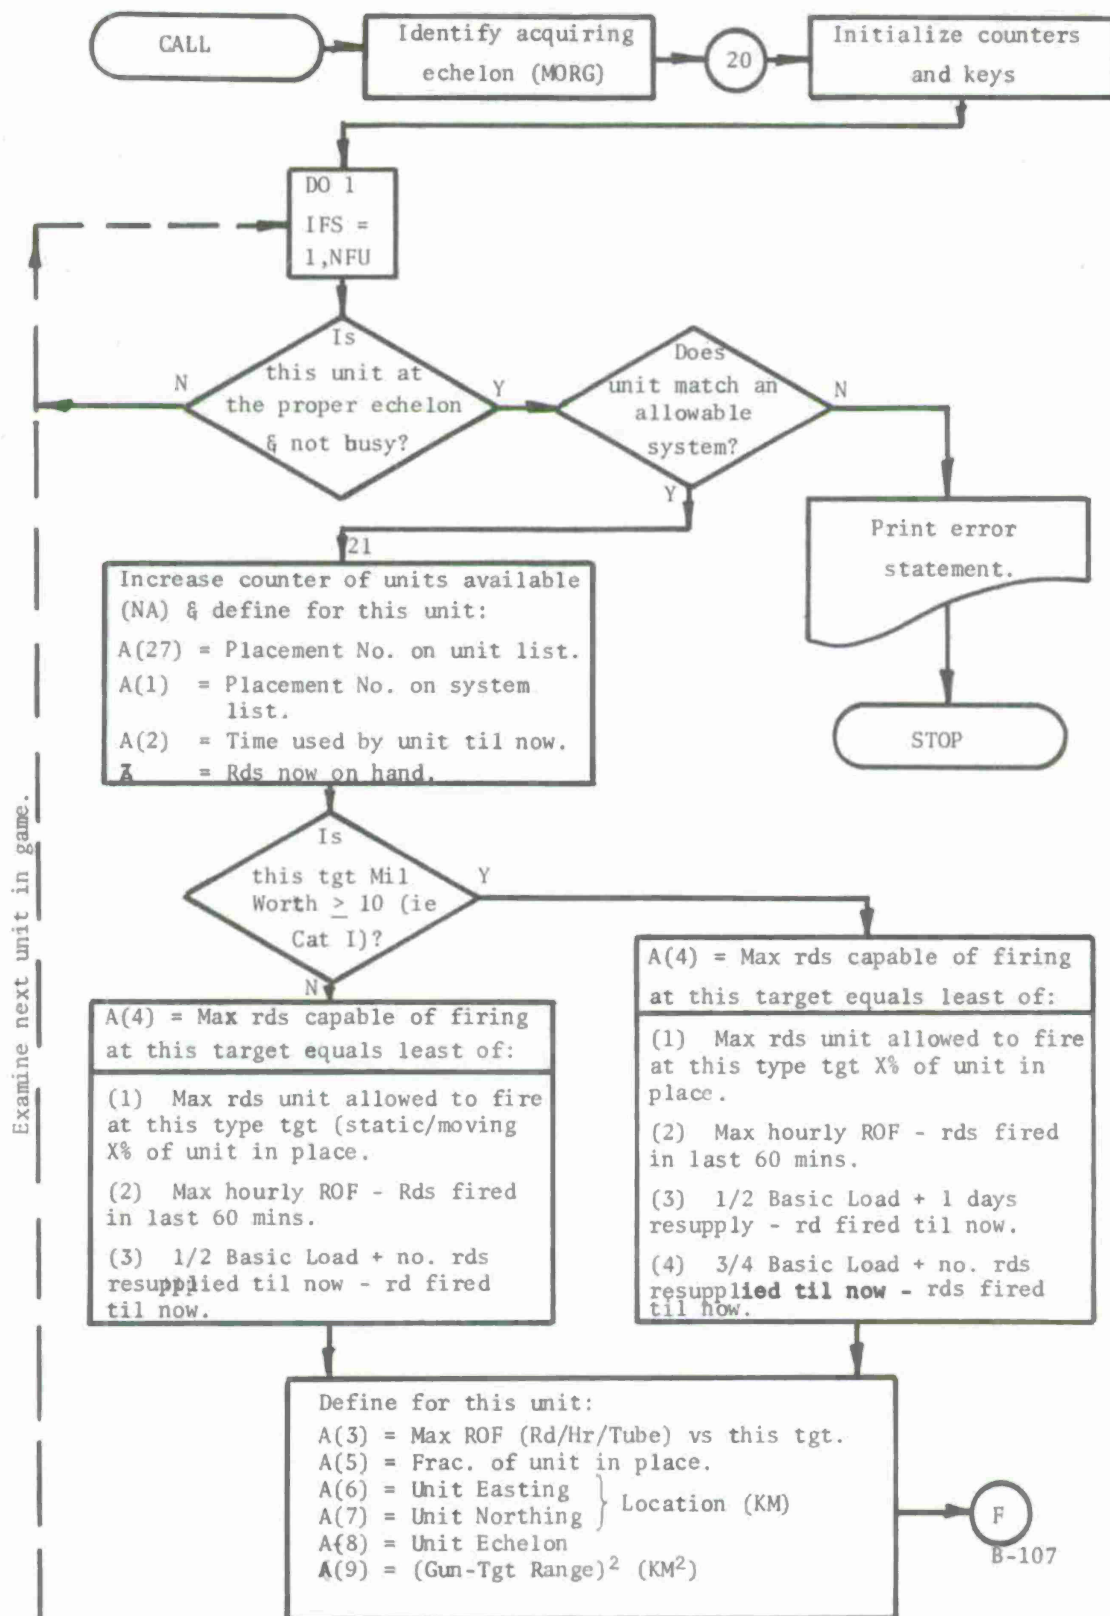 CALL
Identify acquiring
echelon (MORG)
20
Initialize counters
and keys
DO 1
IFS =
1,NFU
Is
this unit at
the proper echelon
& not busy?
N
Y
Does
unit match an
allowable
system?
N
Y
Print error
statement.
STOP
21
Increase counter of units available
(NA) & define for this unit:
A(27) = Placement No. on unit list.
A(1) = Placement No. on system
list.
A(2) = Time used by unit til now.
= Rds now on hand.
Examine next unit in game.
Is
this tgt Mil
Worth ≥ 10 (ie
Cat I)?
Y
N
A(4) = Max rds capable of firing
at this target equals least of:
(1) Max rds unit allowed to fire
at this type tgt (static/moving
X% of unit in place.
(2) Max hourly ROF - Rds fired
in last 60 mins.
(3) 1/2 Basic Load + no. rds
resupplied til now - rd fired
til now.
A(4) = Max rds capable of firing
at this target equals least of:
(1) Max rds unit allowed to fire
at this type tgt X% of unit in
place.
(2) Max hourly ROF - rds fired
in last 60 mins.
(3) 1/2 Basic Load + 1 days
resupply - rd fired til now.
(4) 3/4 Basic Load + no. rds
resupplied til now - rds fired
til now.
Define for this unit:
A(3) = Max ROF (Rd/Hr/Tube) vs this tgt.
A(5) = Frac. of unit in place.
A(6) = Unit Easting
A(7) = Unit Northing
Location (KM)
A(8) = Unit Echelon
A(9) = (Gun-Tgt Range)² (KM²)
F
B-107